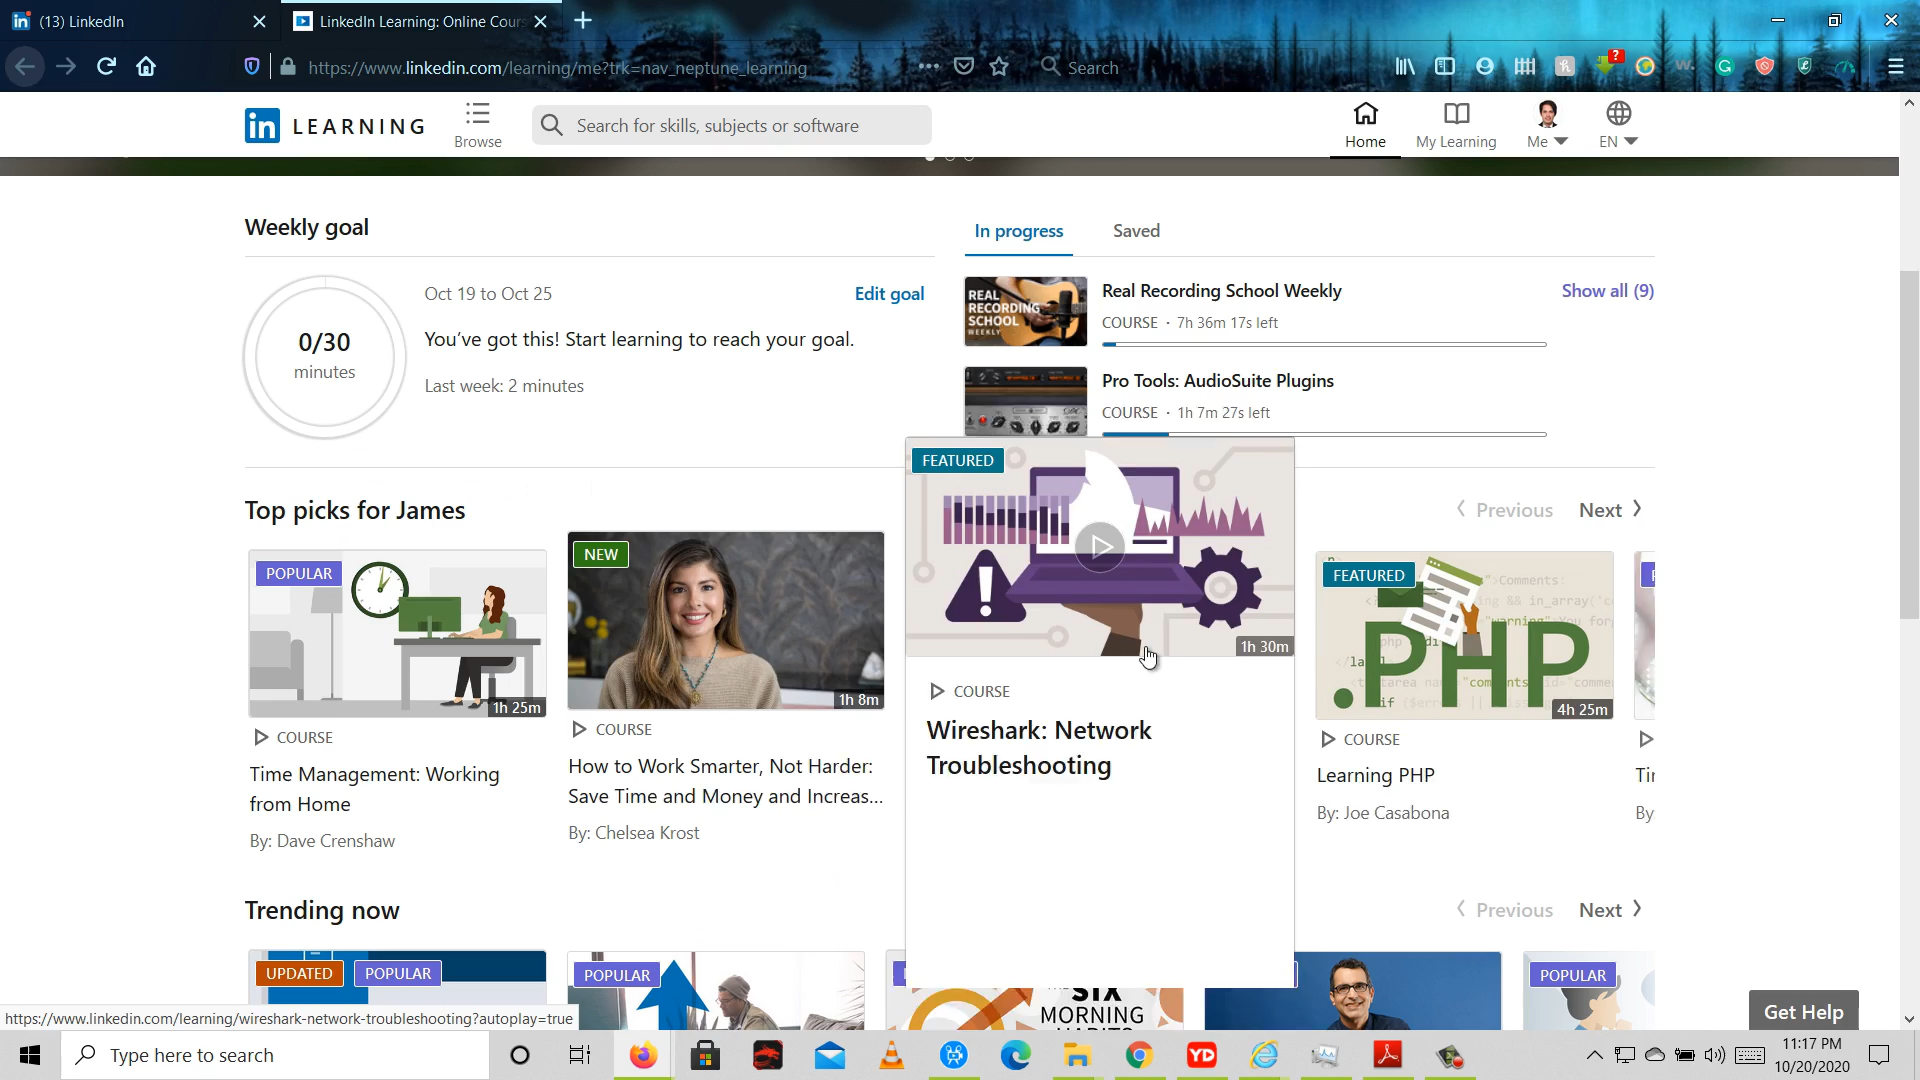 (13) LinkedIn
LinkedIn Learning: Online Cours
https://www.linkedin.com/learning/me?trk=nav_neptune_learning
Search
in LEARNING
Browse
Search for skills, subjects or software
Home
My Learning
Me
EN
Weekly goal
Oct 19 to Oct 25
Edit goal
0/30
minutes
You've got this! Start learning to reach your goal.
Last week: 2 minutes
In progress
Saved
REAL
RECORDING
SCHOOL
WEEKLY
Real Recording School Weekly
COURSE · 7h 36m 17s left
Show all (9)
Pro Tools: AudioSuite Plugins
COURSE · 1h 7m 27s left
Top picks for James
Previous
Next
POPULAR
1h 25m
COURSE
Time Management: Working
from Home
By: Dave Crenshaw
NEW
1h 8m
COURSE
How to Work Smarter, Not Harder:
Save Time and Money and Increas...
By: Chelsea Krost
FEATURED
1h 30m
COURSE
Wireshark: Network
Troubleshooting
FEATURED
.PHP
4h 25m
COURSE
Learning PHP
By: Joe Casabona
By:
Trending now
Previous
Next
UPDATED
POPULAR
POPULAR
SIX
MORNING
HABITS
POPULAR
Get Help
https://www.linkedin.com/learning/wireshark-network-troubleshooting?autoplay=true
Type here to search
YD
11:17 PM
10/20/2020